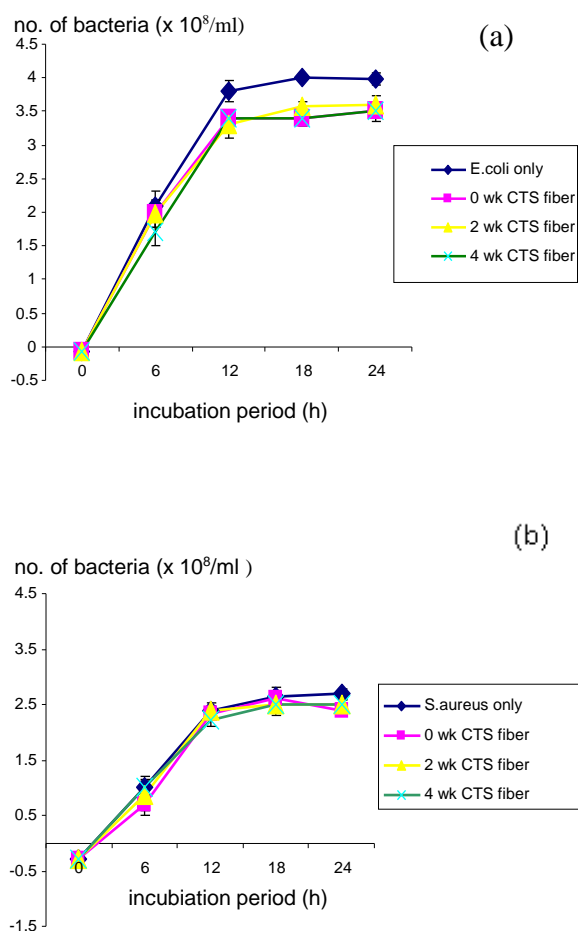 no. of bacteria (x 10⁸/ml)
(a)
4.5
4
3.5
3
2.5
2
1.5
1
0.5
0
-0.5
0 6 12 18 24
incubation period (h)
E.coli only
0 wk CTS fiber
2 wk CTS fiber
4 wk CTS fiber
(b)
no. of bacteria (x 10⁸/ml )
4.5
3.5
2.5
1.5
0.5
-0.5
-1.5
0 6 12 18 24
incubiation period (h)
S.aureus only
0 wk CTS fiber
2 wk CTS fiber
4 wk CTS fiber